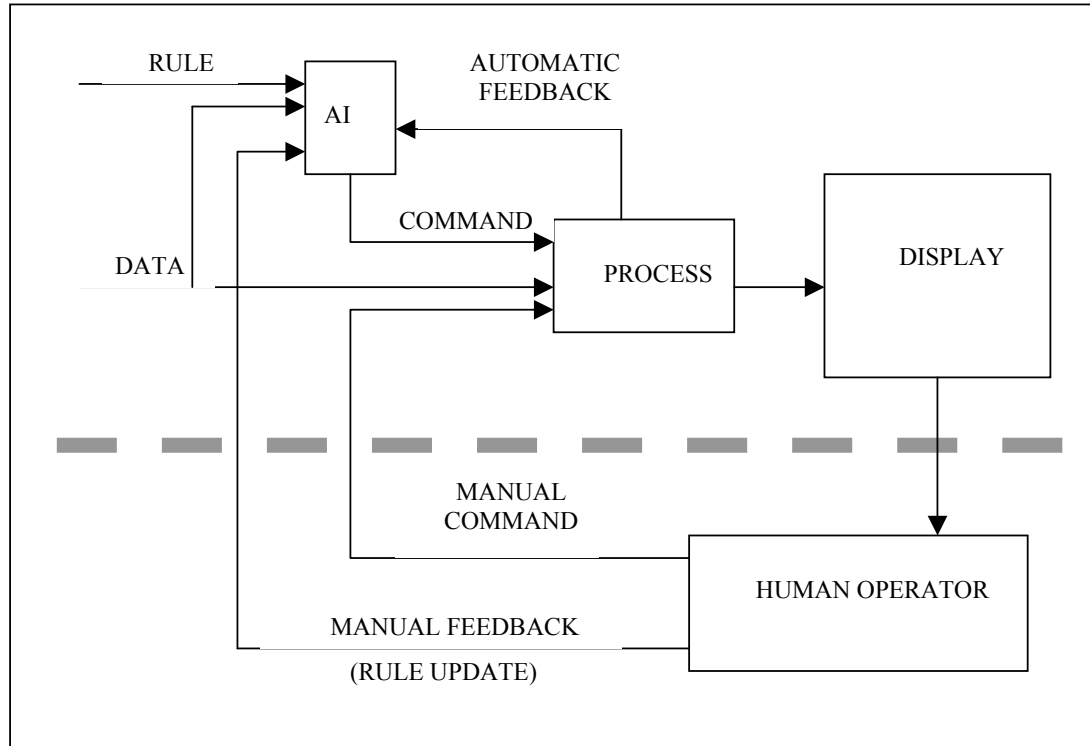 RULE
AUTOMATIC
FEEDBACK
AI
COMMAND
DATA
PROCESS
DISPLAY
MANUAL
COMMAND
HUMAN OPERATOR
MANUAL FEEDBACK
(RULE UPDATE)